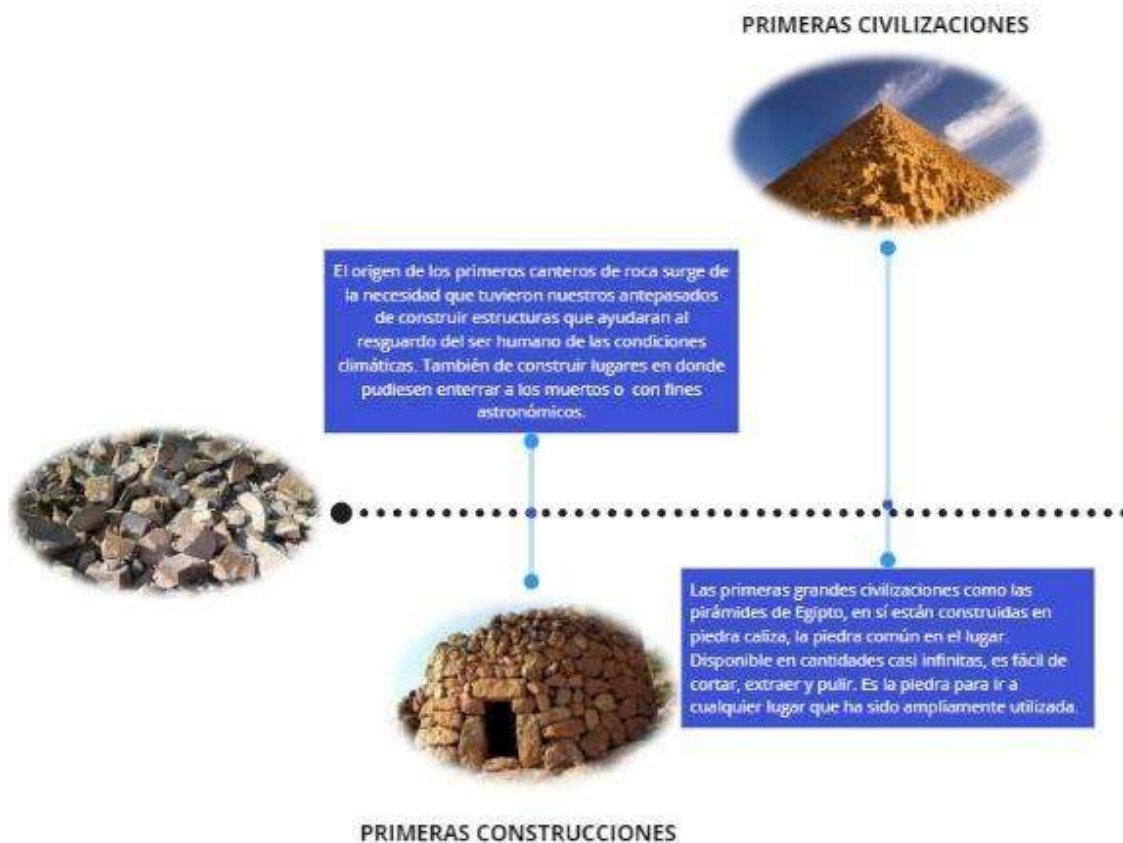 PRIMERAS CIVILIZACIONES
El origen de los primeros canteros de roca surge de
la necesidad que tuvieron nuestros antepasados
de construir estructuras que ayudaran al
resguardo del ser humano de las condiciones
climáticas. También de construir lugares en donde
pudiesen enterrar a los muertos o con fines
astronómicos.
Las primeras grandes civilizaciones como las
pirámides de Egipto, en sí están construidas en
piedra caliza, la piedra común en el lugar.
Disponible en cantidades casi infinitas, es fácil de
cortar, extraer y pulir. Es la piedra para ir a
cualquier lugar que ha sido ampliamente utilizada.
PRIMERAS CONSTRUCCIONES